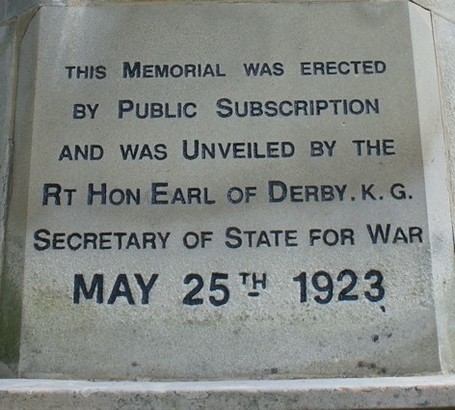 THIS MEMORIAL WAS ERECTED
BY PUBLIC SUBSCRIPTION
AND WAS UNVEILED BY THE
RT HON EARL OF DERBY. K. G.
SECRETARY OF STATE FOR WAR
MAY 25TH 1923